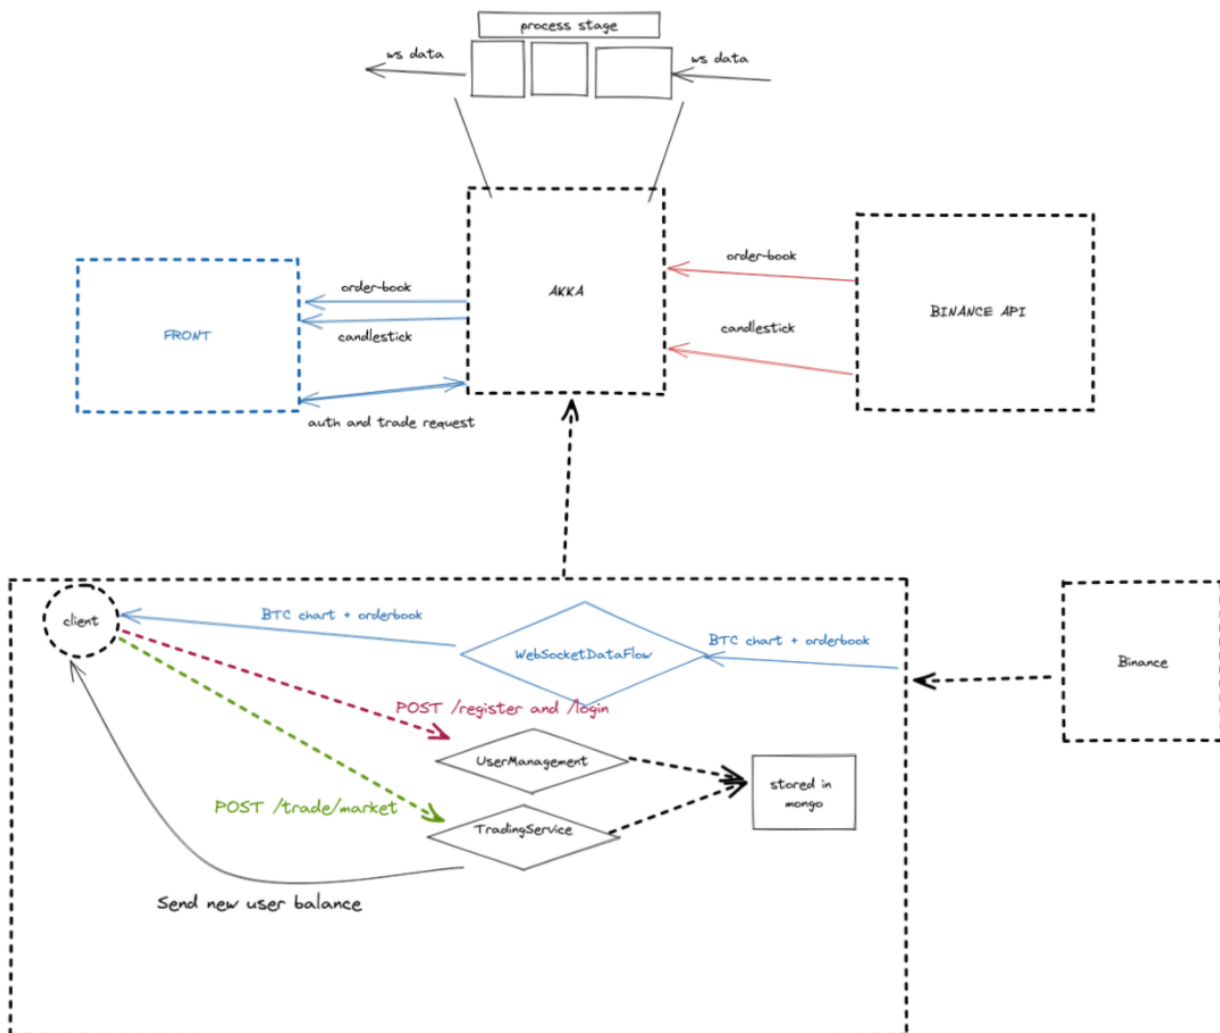 process stage
ws data
ws data
order-book
AKKA
order-book
BINANCE API
candlestick
FRONT
candlestick
auth and trade request
client
BTC chart + orderbook
WebSocketDataFlow
BTC chart + orderbook
Binance
POST /register and /login
UserManagement
stored in
mongo
POST /trade/market
TradingService
Send new user balance